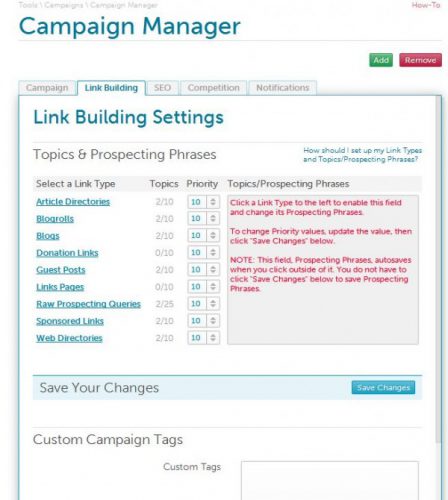 Tools \ Campaigns \ Campaign Manager
How-To
Campaign Manager
Add
Remove
Campaign
Link Building
SEO
Competition
Notifications
Link Building Settings
Topics & Prospecting Phrases
How should I set up my Link Types
and Topics/Prospecting Phrases?
Select a Link Type Topics Priority Topics/Prospecting Phrases
Article Directories 2/10 10
Blogrolls 2/10 10
Blogs 2/10 10
Donation Links 0/10 10
Guest Posts 2/10 10
Links Pages 0/10 10
Raw Prospecting Queries 2/25 10
Sponsored Links 2/10 10
Web Directories 2/10 10
Click a Link Type to the left to enable this field
and change its Prospecting Phrases.
To change Priority values, update the value, then
click "Save Changes" below.
NOTE: This field, Prospecting Phrases, autosaves
when you click outside of it. You do not have to
click "Save Changes" below to save Prospecting
Phrases.
Save Your Changes
Save Changes
Custom Campaign Tags
Custom Tags